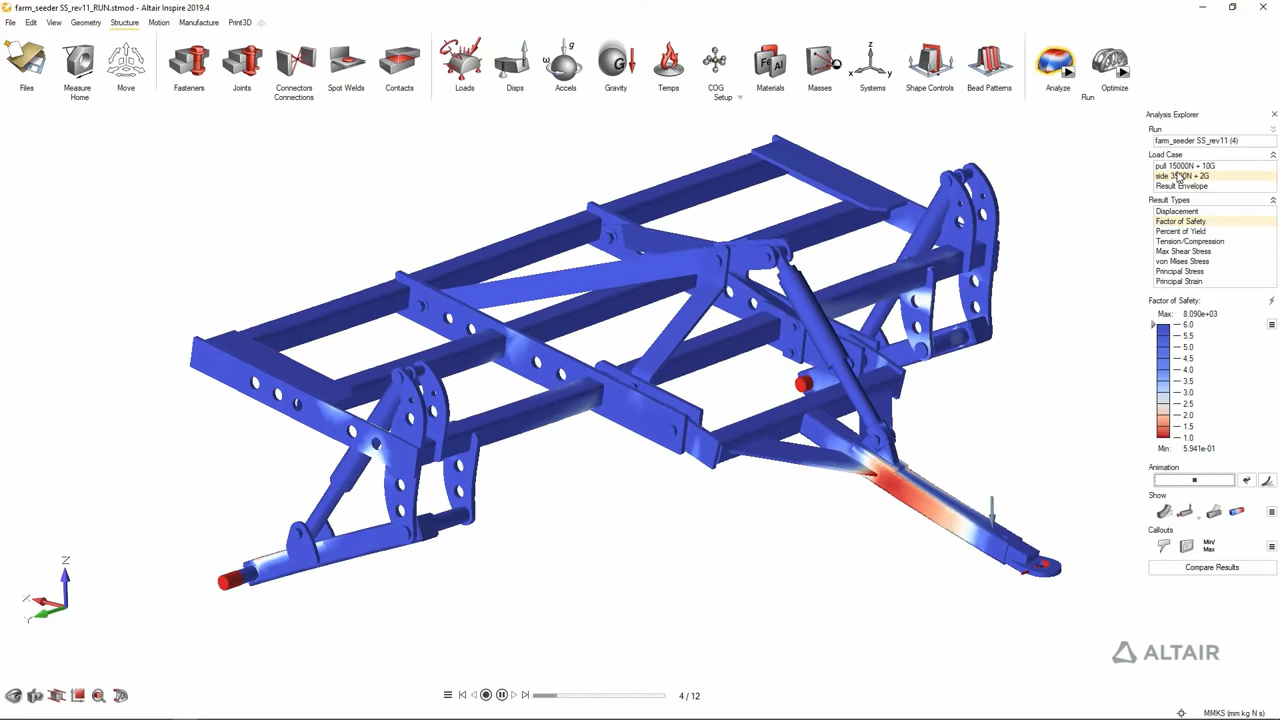 farm_seeder SS_rev11_RUN.stmod - Altair Inspire 2019.4
File Edit View Geometry Structure Motion Manufacture Print3D
Files Measure Move Fasteners Joints Connectors Spot Welds Contacts Loads Disps Accels Gravity Temps COG Materials Masses Systems Shape Controls Bead Patterns Analyze Optimize
Home Connections Setup Run
Analysis Explorer
Run
farm_seeder SS_rev11 (4)
Load Case
pull 15000N + 10G
side N + 2G
Result Envelope
Result Types
Displacement
Factor of Safety
Percent of Yield
Tension/Compression
Max Shear Stress
von Mises Stress
Principal Stress
Principal Strain
Factor of Safety:
Max: 8.090e+03
6.0
5.5
5.0
4.5
4.0
3.5
3.0
2.5
2.0
1.5
1.0
Min: 5.941e-01
Animation
Show
Callouts
Min/
Max
Compare Results
Z
X
Y
ALTAIR
4 / 12
MMKS (mm kg N s)